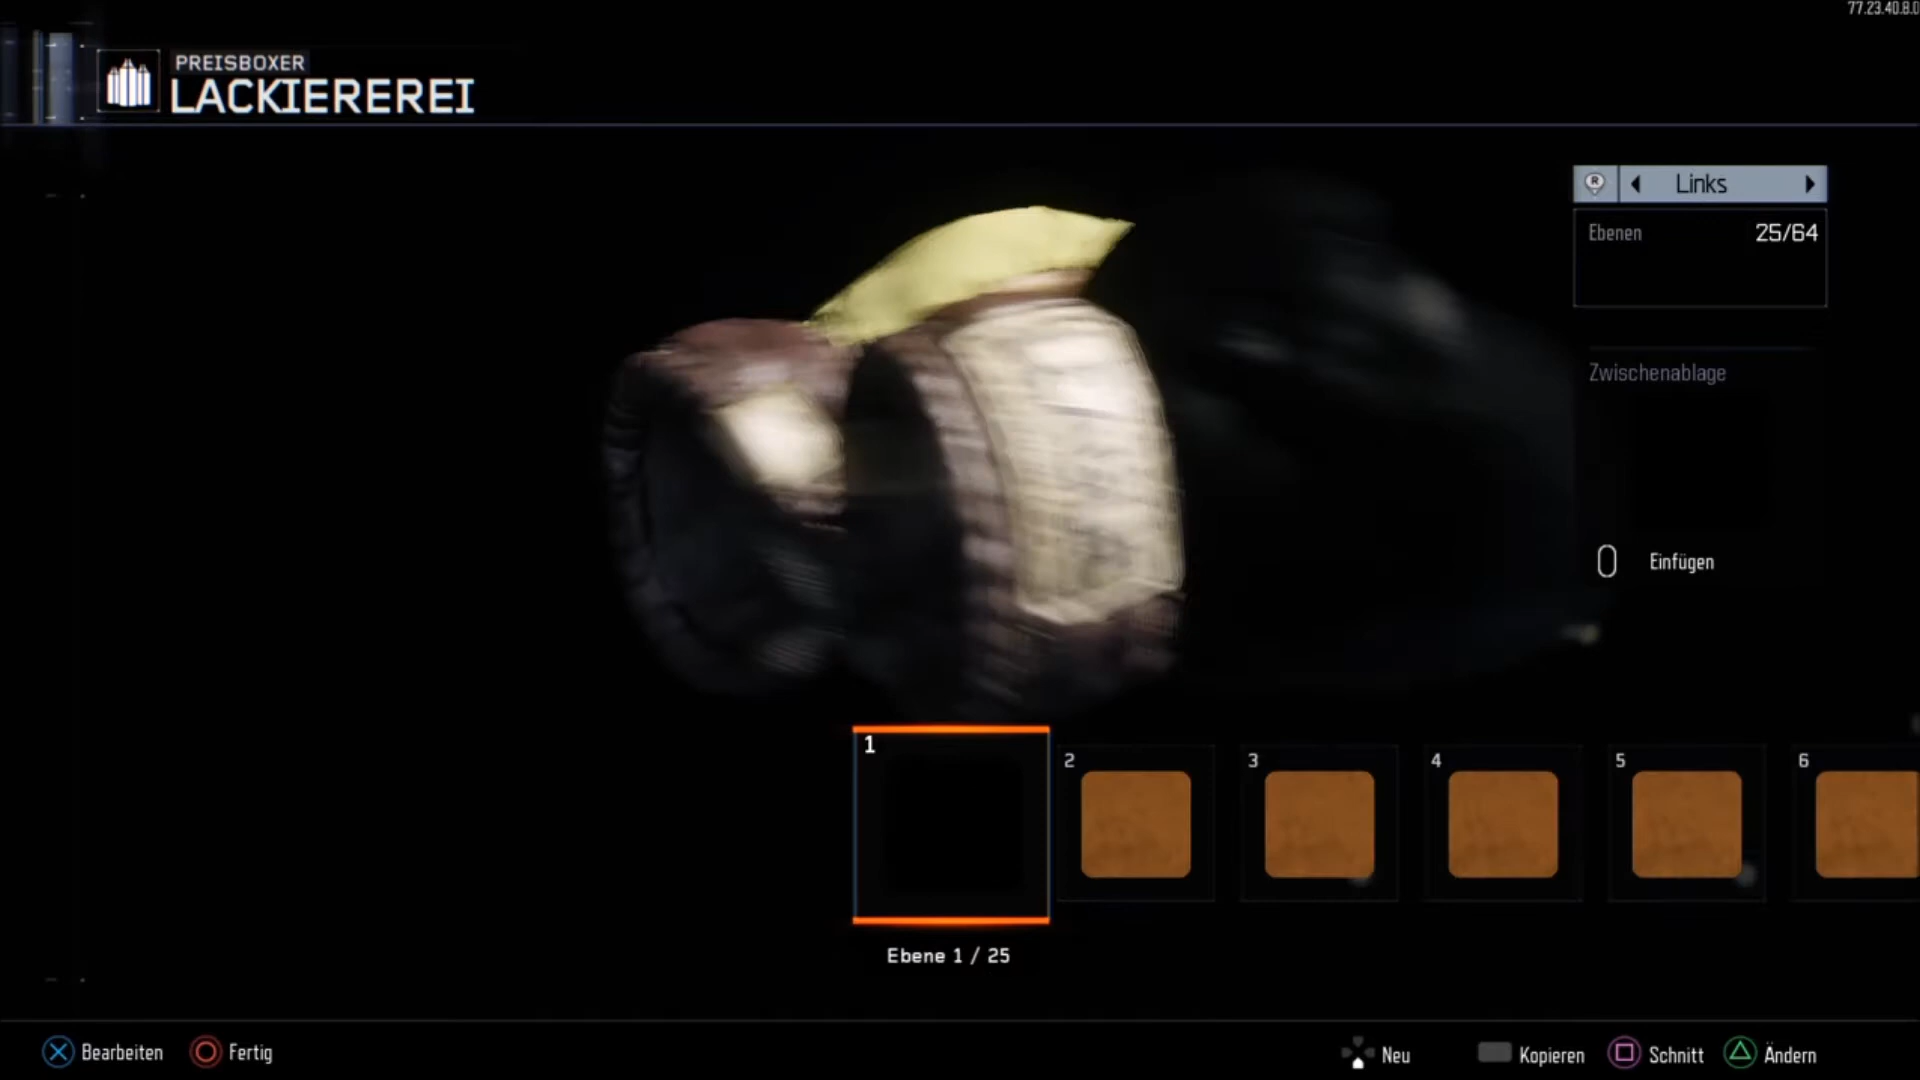 77.23.40.8.0
PREISBOXER
LACKIEREREI
R
Links
Ebenen 25/64
Zwischenablage
Einfügen
1 2 3 4 5 6
Ebene 1 / 25
Bearbeiten Fertig Neu Kopieren Schnitt Ändern